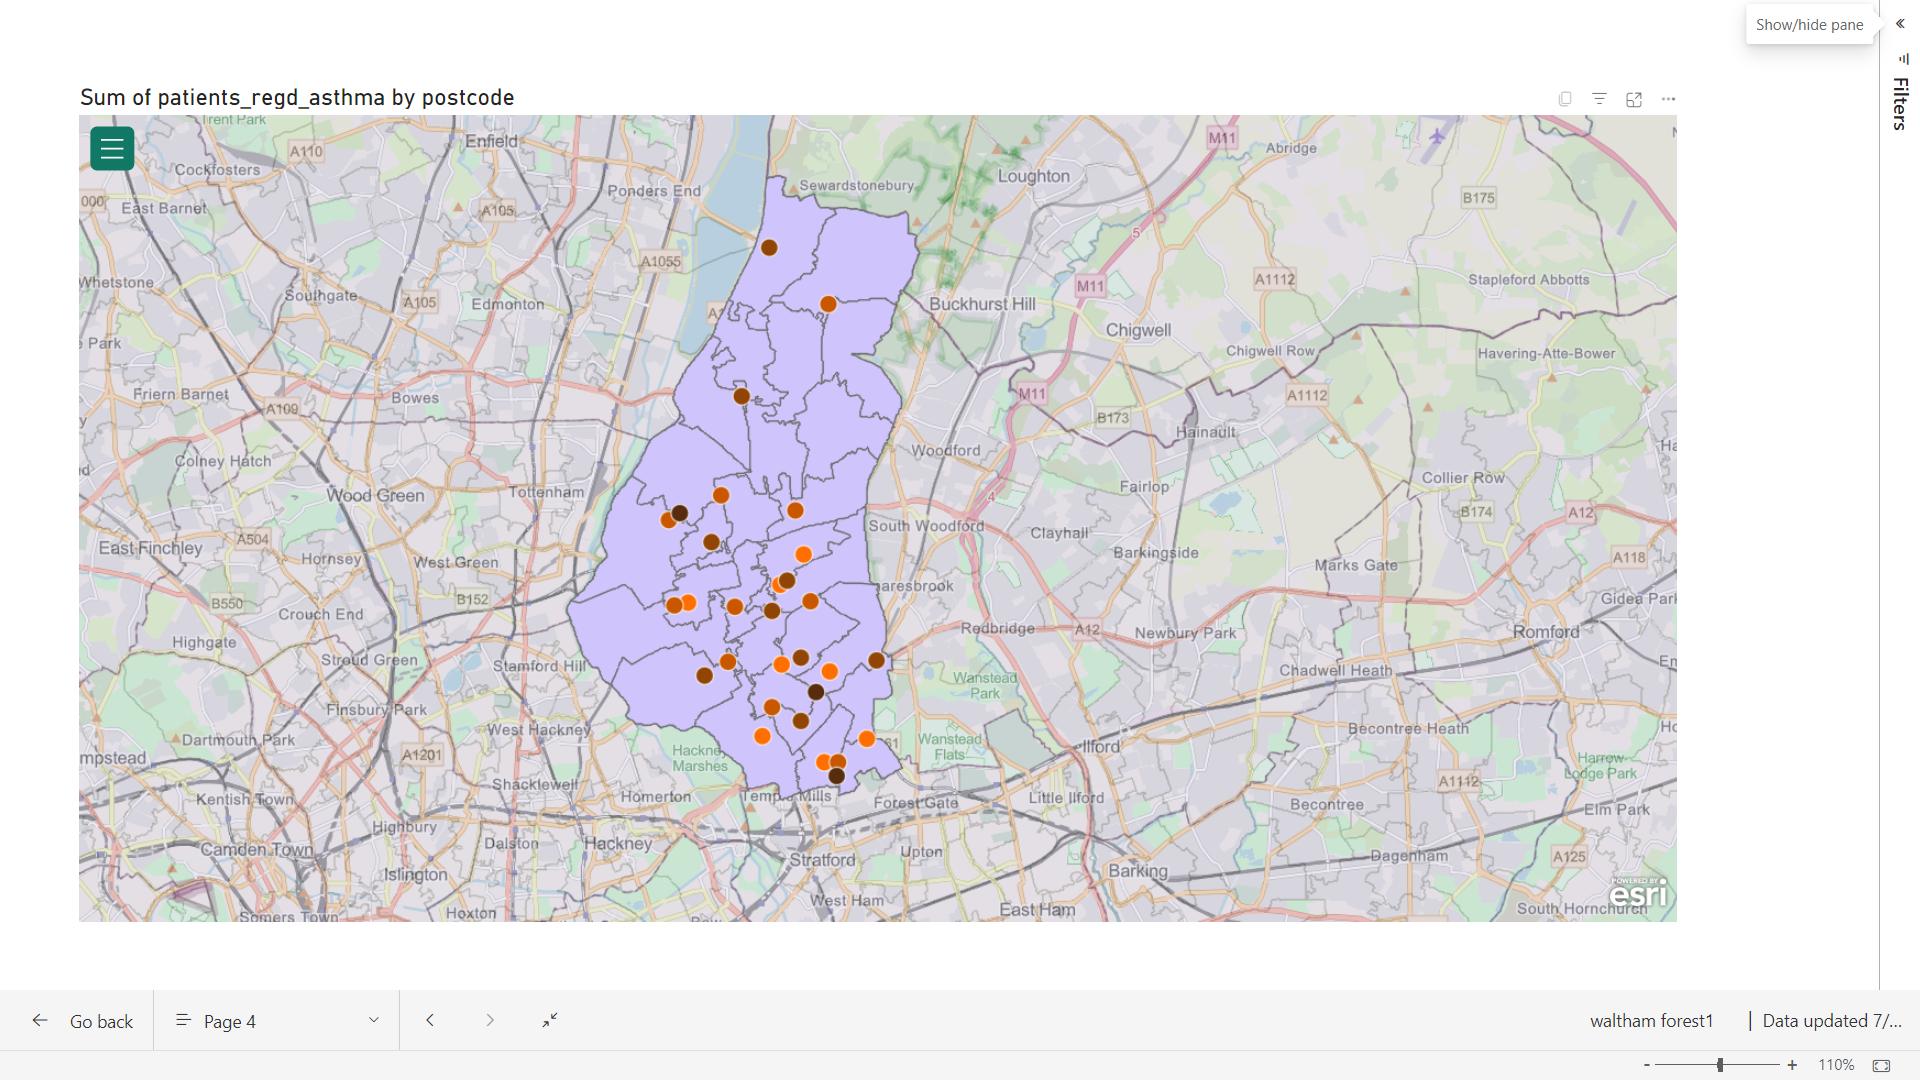 Show/hide pane
Filters
Sum of patients_regd_asthma by postcode
Trent Park
Enfield
M11
Abridge
A110
Cockfosters
Ponders End
Sewardstonebury
Loughton
000
East Barnet
A105
B175
5
A1055
Whetstone
Southgate
A105
Edmonton
Buckhurst Hill
M11
A1112
Stapleford Abbotts
e Park
Chigwell
Chigwell Row
Havering-Atte-Bower
Friern Barnet
A109
Bowes
M11
B173
A1112
Hainault
Colney Hatch
Woodford
Wood Green
Tottenham
Fairlop
Collier Row
4
B174
A12
South Woodford
Clayhall
East Finchley
A504
Hornsey
West Green
Barkingside
Marks Gate
A118
aresbrook
B550
B152
Crouch End
Gidea Park
Highgate
Redbridge
A12
Newbury Park
Romford
Stroud Green
Stamford Hill
Chadwell Heath
Wanstead
Park
Finsbury Park
West Hackney
Becontree Heath
Dartmouth Park
Hackne
Marshes
Wanstead
Flats
Ilford
mpstead
A1201
Harrow
Lodge Park
Shacklewell
Homerton
Temple Mills
Forest Gate
Little Ilford
A1112
Kentish Town
Becontree
Elm Park
Highbury
Camden Town
Dalston
Hackney
Stratford
Upton
Dagenham
A125
Islington
Barking
West Ham
POWERED BY
esri
Somers Town
Hoxton
East Ham
South Hornchurch
Go back
Page 4
waltham forest1
| Data updated 7/...
- + 110%